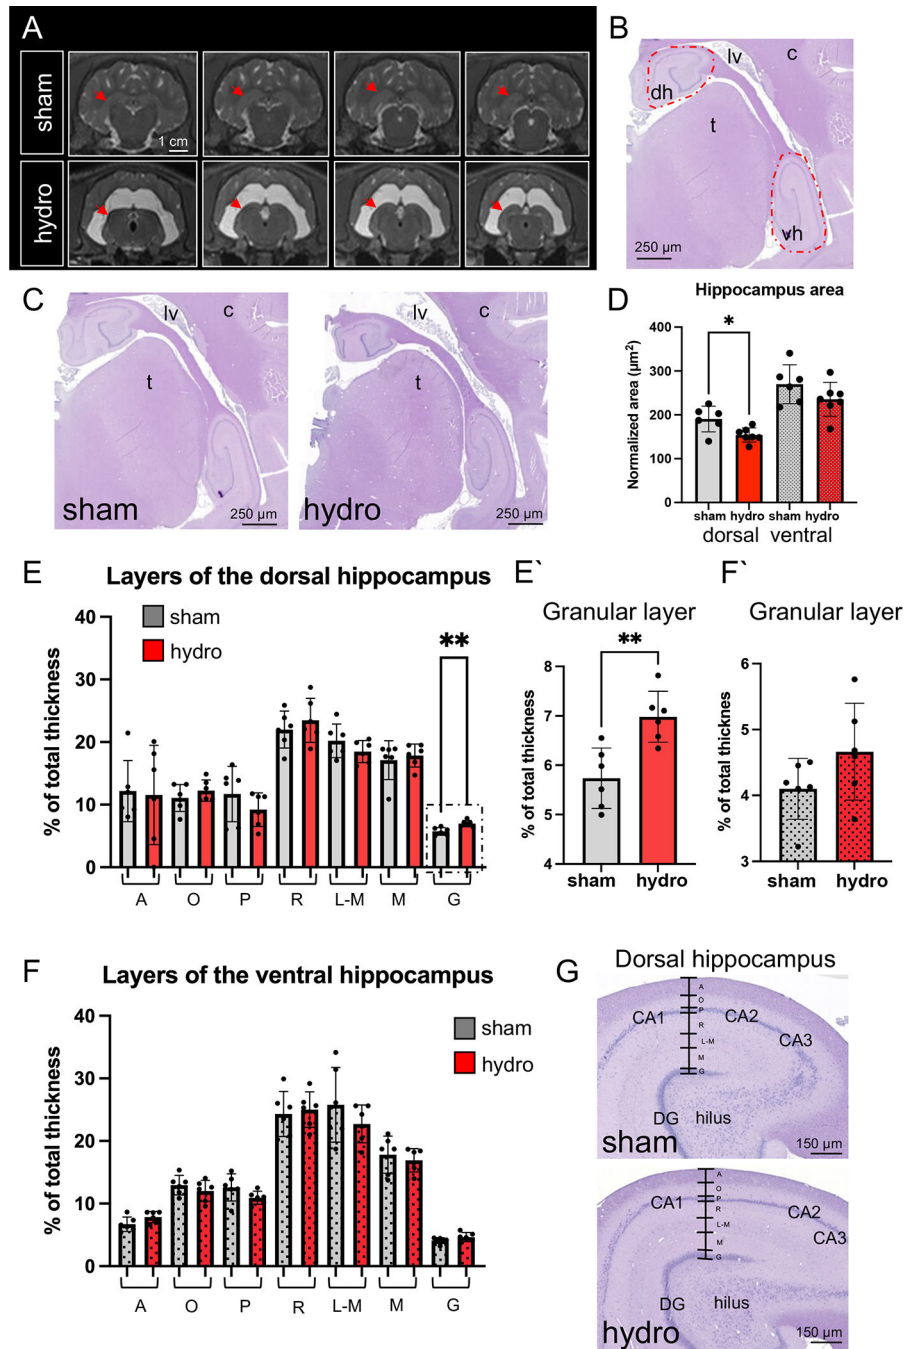 A
sham
1 cm
hydro
B
lv
c
dh
t
vh
250 µm
C
lv
c
t
sham
250 µm
lv
c
t
hydro
250 µm
D
Hippocampus area
Normalized area (µm²)
400
300
200
100
0
*
sham hydro sham hydro
dorsal ventral
E
Layers of the dorsal hippocampus
sham
hydro
% of total thickness
40
30
20
10
0
**
A O P R L-M M G
E`
Granular layer
**
% of total thickness
8
7
6
5
4
sham hydro
F`
Granular layer
% of total thicknes
6
5
4
3
sham hydro
F
Layers of the ventral hippocampus
sham
hydro
% of total thickness
40
30
20
10
0
A O P R L-M M G
G
Dorsal hippocampus
A
O
P
R
L-M
M
G
CA1
CA2
CA3
DG
hilus
sham
150 µm
A
O
P
R
L-M
M
G
CA1
CA2
CA3
DG
hilus
hydro
150 µm